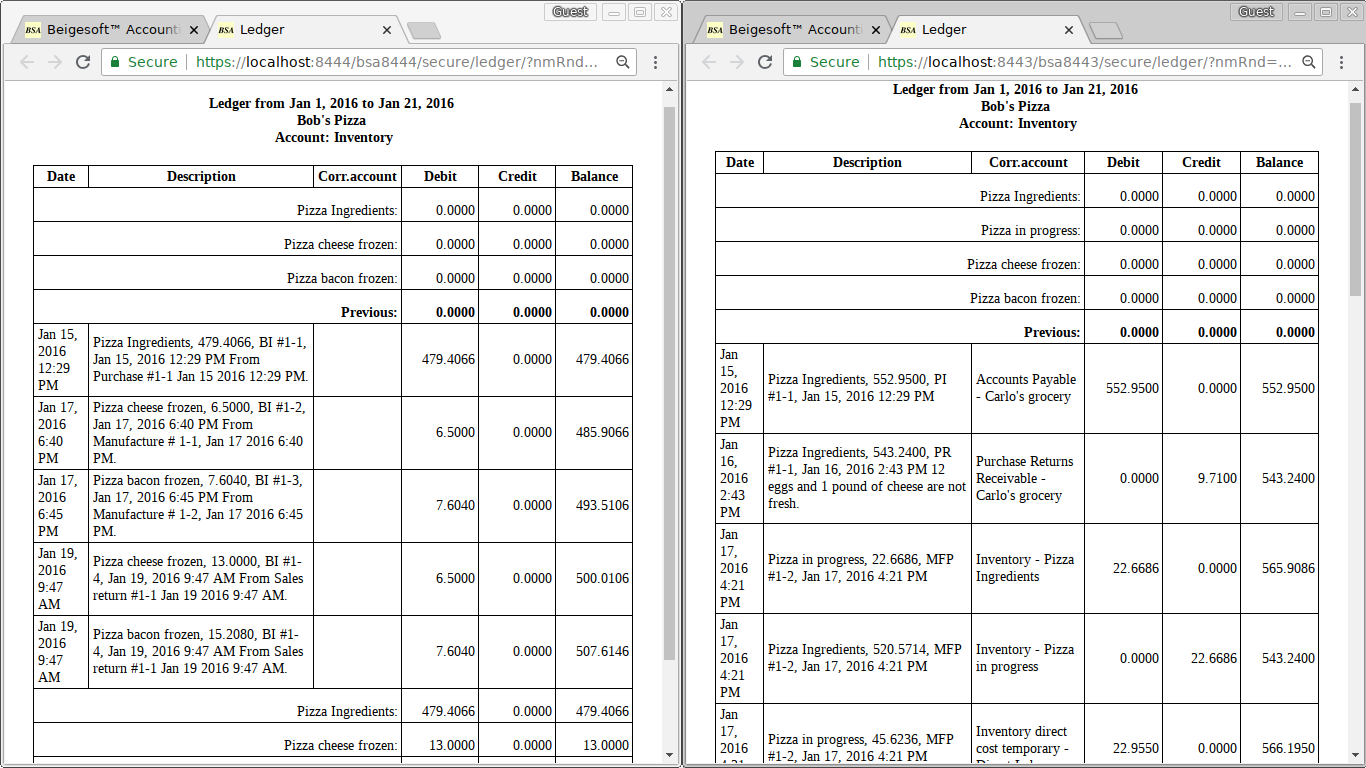 Guest
BSA Beigesoft™ Account
BSA Ledger
Secure https://localhost:8444/bsa8444/secure/ledger/?nmRnd...
Ledger from Jan 1, 2016 to Jan 21, 2016
Bob's Pizza
Account: Inventory
Date Description Corr.account Debit Credit Balance
Pizza Ingredients: 0.0000 0.0000 0.0000
Pizza cheese frozen: 0.0000 0.0000 0.0000
Pizza bacon frozen: 0.0000 0.0000 0.0000
Previous: 0.0000 0.0000 0.0000
Jan 15,
2016
12:29
PM
Pizza Ingredients, 479.4066, BI #1-1,
Jan 15, 2016 12:29 PM From
Purchase #1-1 Jan 15 2016 12:29 PM.
479.4066 0.0000 479.4066
Jan 17,
2016
6:40
PM
Pizza cheese frozen, 6.5000, BI #1-2,
Jan 17, 2016 6:40 PM From
Manufacture # 1-1, Jan 17 2016 6:40
PM.
6.5000 0.0000 485.9066
Jan 17,
2016
6:45
PM
Pizza bacon frozen, 7.6040, BI #1-3,
Jan 17, 2016 6:45 PM From
Manufacture # 1-2, Jan 17 2016 6:45
PM.
7.6040 0.0000 493.5106
Jan 19,
2016
9:47
AM
Pizza cheese frozen, 13.0000, BI #1-
4, Jan 19, 2016 9:47 AM From Sales
return #1-1 Jan 19 2016 9:47 AM.
6.5000 0.0000 500.0106
Jan 19,
2016
9:47
AM
Pizza bacon frozen, 15.2080, BI #1-
4, Jan 19, 2016 9:47 AM From Sales
return #1-1 Jan 19 2016 9:47 AM.
7.6040 0.0000 507.6146
Pizza Ingredients: 479.4066 0.0000 479.4066
Pizza cheese frozen: 13.0000 0.0000 13.0000
Guest
BSA Beigesoft™ Account
BSA Ledger
Secure https://localhost:8443/bsa8443/secure/ledger/?nmRnd=...
Ledger from Jan 1, 2016 to Jan 21, 2016
Bob's Pizza
Account: Inventory
Date Description Corr.account Debit Credit Balance
Pizza Ingredients: 0.0000 0.0000 0.0000
Pizza in progress: 0.0000 0.0000 0.0000
Pizza cheese frozen: 0.0000 0.0000 0.0000
Pizza bacon frozen: 0.0000 0.0000 0.0000
Previous: 0.0000 0.0000 0.0000
Jan
15,
2016
12:29
PM
Pizza Ingredients, 552.9500, PI
#1-1, Jan 15, 2016 12:29 PM
Accounts Payable
- Carlo's grocery
552.9500 0.0000 552.9500
Jan
16,
2016
2:43
PM
Pizza Ingredients, 543.2400, PR
#1-1, Jan 16, 2016 2:43 PM 12
eggs and 1 pound of cheese are not
fresh.
Purchase Returns
Receivable -
Carlo's grocery
0.0000 9.7100 543.2400
Jan
17,
2016
4:21
PM
Pizza in progress, 22.6686, MFP
#1-2, Jan 17, 2016 4:21 PM
Inventory - Pizza
Ingredients
22.6686 0.0000 565.9086
Jan
17,
2016
4:21
PM
Pizza Ingredients, 520.5714, MFP
#1-2, Jan 17, 2016 4:21 PM
Inventory - Pizza
in progress
0.0000 22.6686 543.2400
Jan
17,
2016
Pizza in progress, 45.6236, MFP
#1-2, Jan 17, 2016 4:21 PM
Inventory direct
cost temporary -
22.9550 0.0000 566.1950